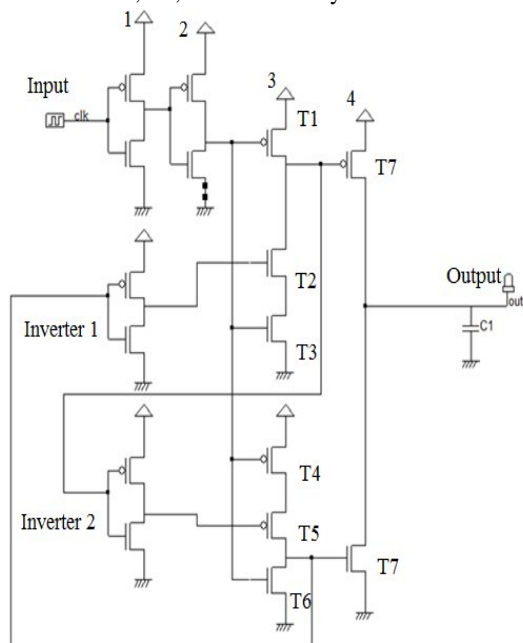 1
2
Input
clk
3
4
T1
T7
Output
out
T2
Inverter 1
C1
T3
T4
Inverter 2
T5
T7
T6